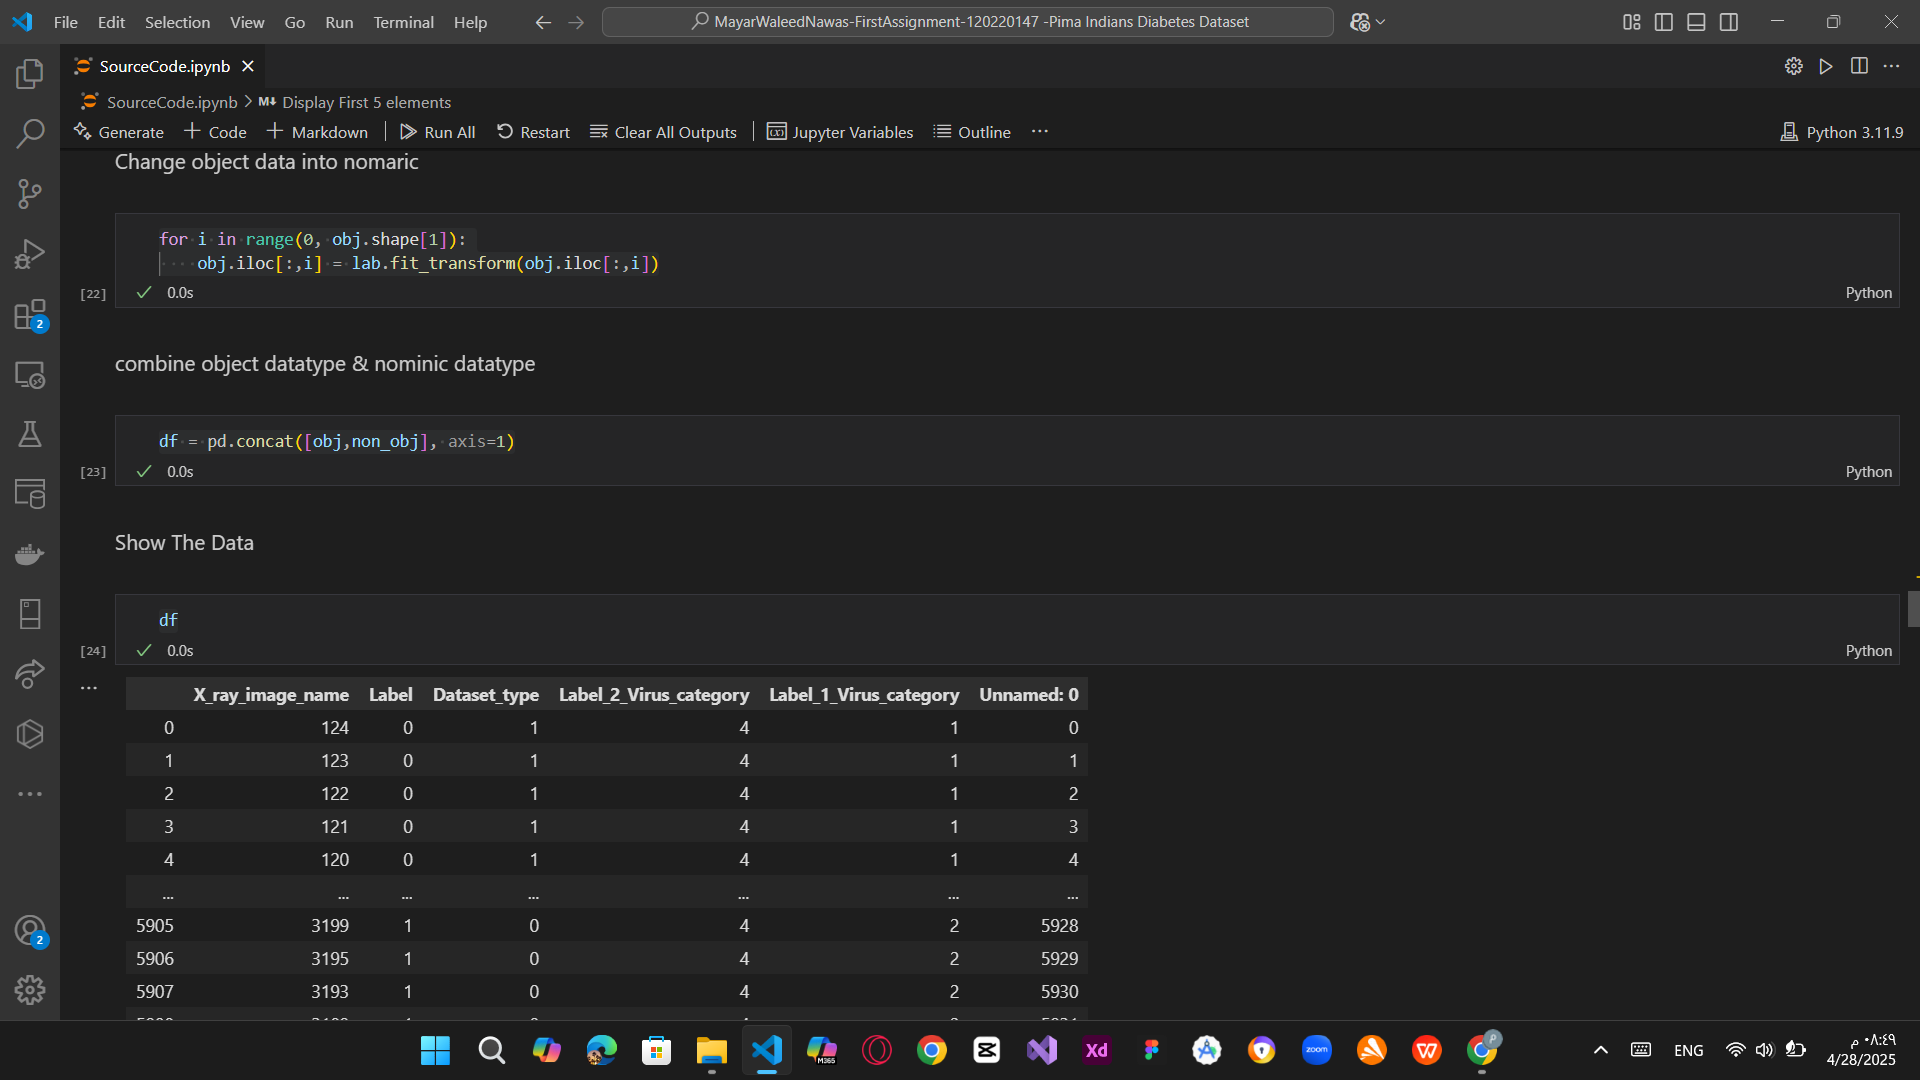 File Edit Selection View Go Run Terminal Help
MayarWaleedNawas-FirstAssignment-120220147 -Pima Indians Diabetes Dataset
SourceCode.ipynb
SourceCode.ipynb > M↓ Display First 5 elements
Generate + Code + Markdown Run All Restart Clear All Outputs Jupyter Variables Outline ... Python 3.11.9
Change object data into nomaric
for i in range(0, obj.shape[1]):
    obj.iloc[:,i] = lab.fit_transform(obj.iloc[:,i])
[22] ✓ 0.0s Python
combine object datatype & nominic datatype
df = pd.concat([obj,non_obj], axis=1)
[23] ✓ 0.0s Python
Show The Data
df
[24] ✓ 0.0s Python
... X_ray_image_name Label Dataset_type Label_2_Virus_category Label_1_Virus_category Unnamed: 0
0 124 0 1 4 1 0
1 123 0 1 4 1 1
2 122 0 1 4 1 2
3 121 0 1 4 1 3
4 120 0 1 4 1 4
... ... ... ... ... ... ...
5905 3199 1 0 4 2 5928
5906 3195 1 0 4 2 5929
5907 3193 1 0 4 2 5930
2
2
M365
Xd
zoom
P
ENG
٠٨:٤٩ م
4/28/2025